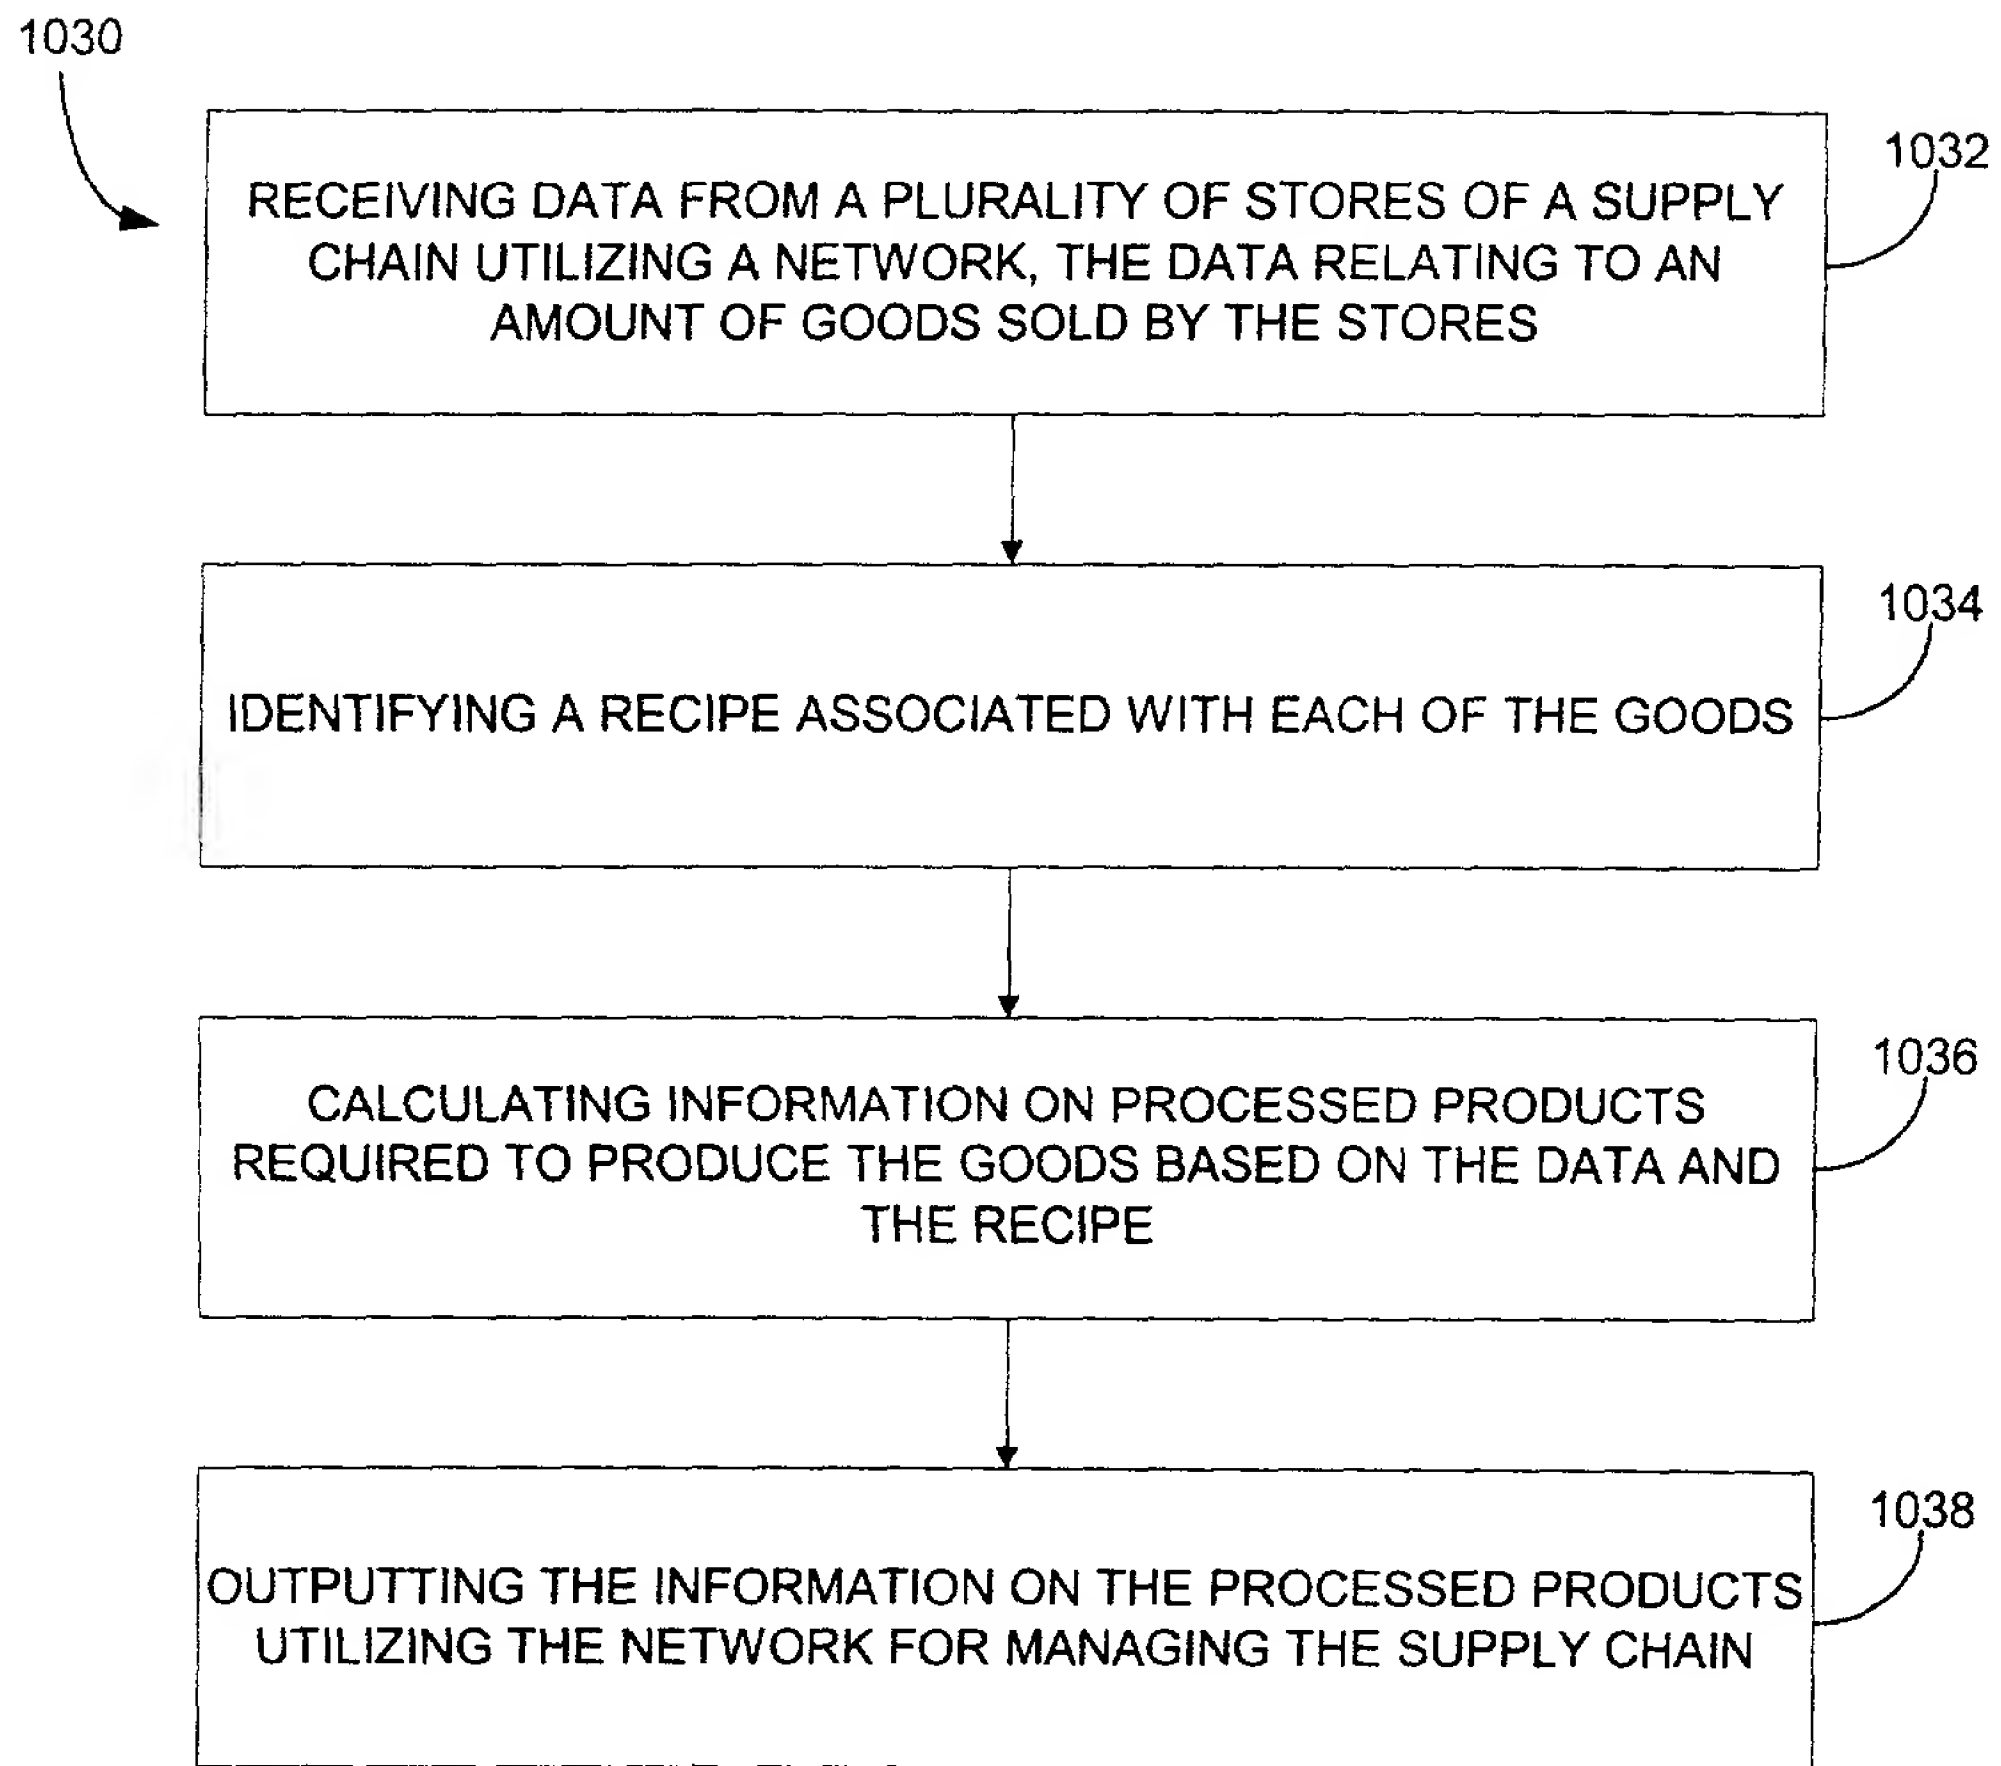 1030
1032
RECEIVING DATA FROM A PLURALITY OF STORES OF A SUPPLY
CHAIN UTILIZING A NETWORK, THE DATA RELATING TO AN
AMOUNT OF GOODS SOLD BY THE STORES
1034
IDENTIFYING A RECIPE ASSOCIATED WITH EACH OF THE GOODS
1036
CALCULATING INFORMATION ON PROCESSED PRODUCTS
REQUIRED TO PRODUCE THE GOODS BASED ON THE DATA AND
THE RECIPE
1038
OUTPUTTING THE INFORMATION ON THE PROCESSED PRODUCTS
UTILIZING THE NETWORK FOR MANAGING THE SUPPLY CHAIN